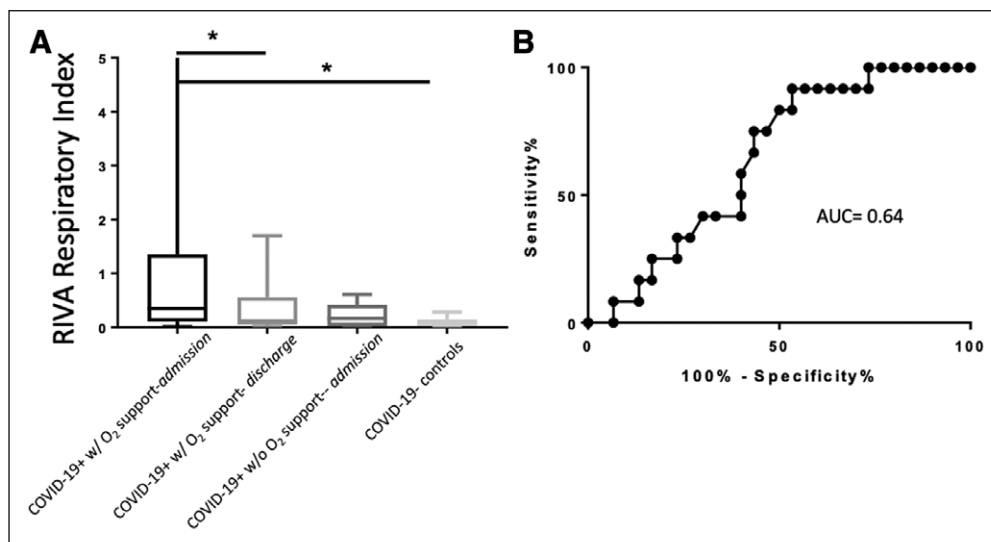 A
B
RIVA Respiratory Index
5
4
3
2
1
0
*
*
COVID-19+ w/ O₂ support-admission
COVID-19+ w/ O₂ support- discharge
COVID-19+ w/o O₂ support-- admission
COVID-19- controls
Sensitivity%
100
50
0
AUC= 0.64
0
50
100
100% - Specificity%